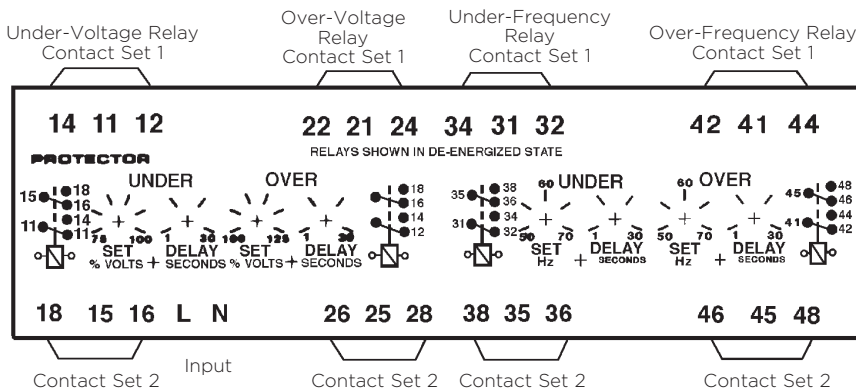 Under-Voltage Relay
Contact Set 1
Over-Voltage
Relay
Contact Set 1
Under-Frequency
Relay
Contact Set 1
Over-Frequency Relay
Contact Set 1
14 11 12 22 21 24 34 31 32 42 41 44
RELAYS SHOWN IN DE-ENERGIZED STATE
PROTECTOR
UNDER OVER UNDER OVER
15 18 16
11 14 11
75 100 1 30 100 125 1 30
SET % VOLTS DELAY SECONDS SET % VOLTS DELAY SECONDS
18 16
14 12
35 38 36
31 34 32
60 50 70 1 30 60 50 70 1 30
SET Hz DELAY SECONDS SET Hz DELAY SECONDS
45 48 46
41 44 42
18 15 16 L N 26 25 28 38 35 36 46 45 48
Contact Set 2
Input
Contact Set 2
Contact Set 2
Contact Set 2